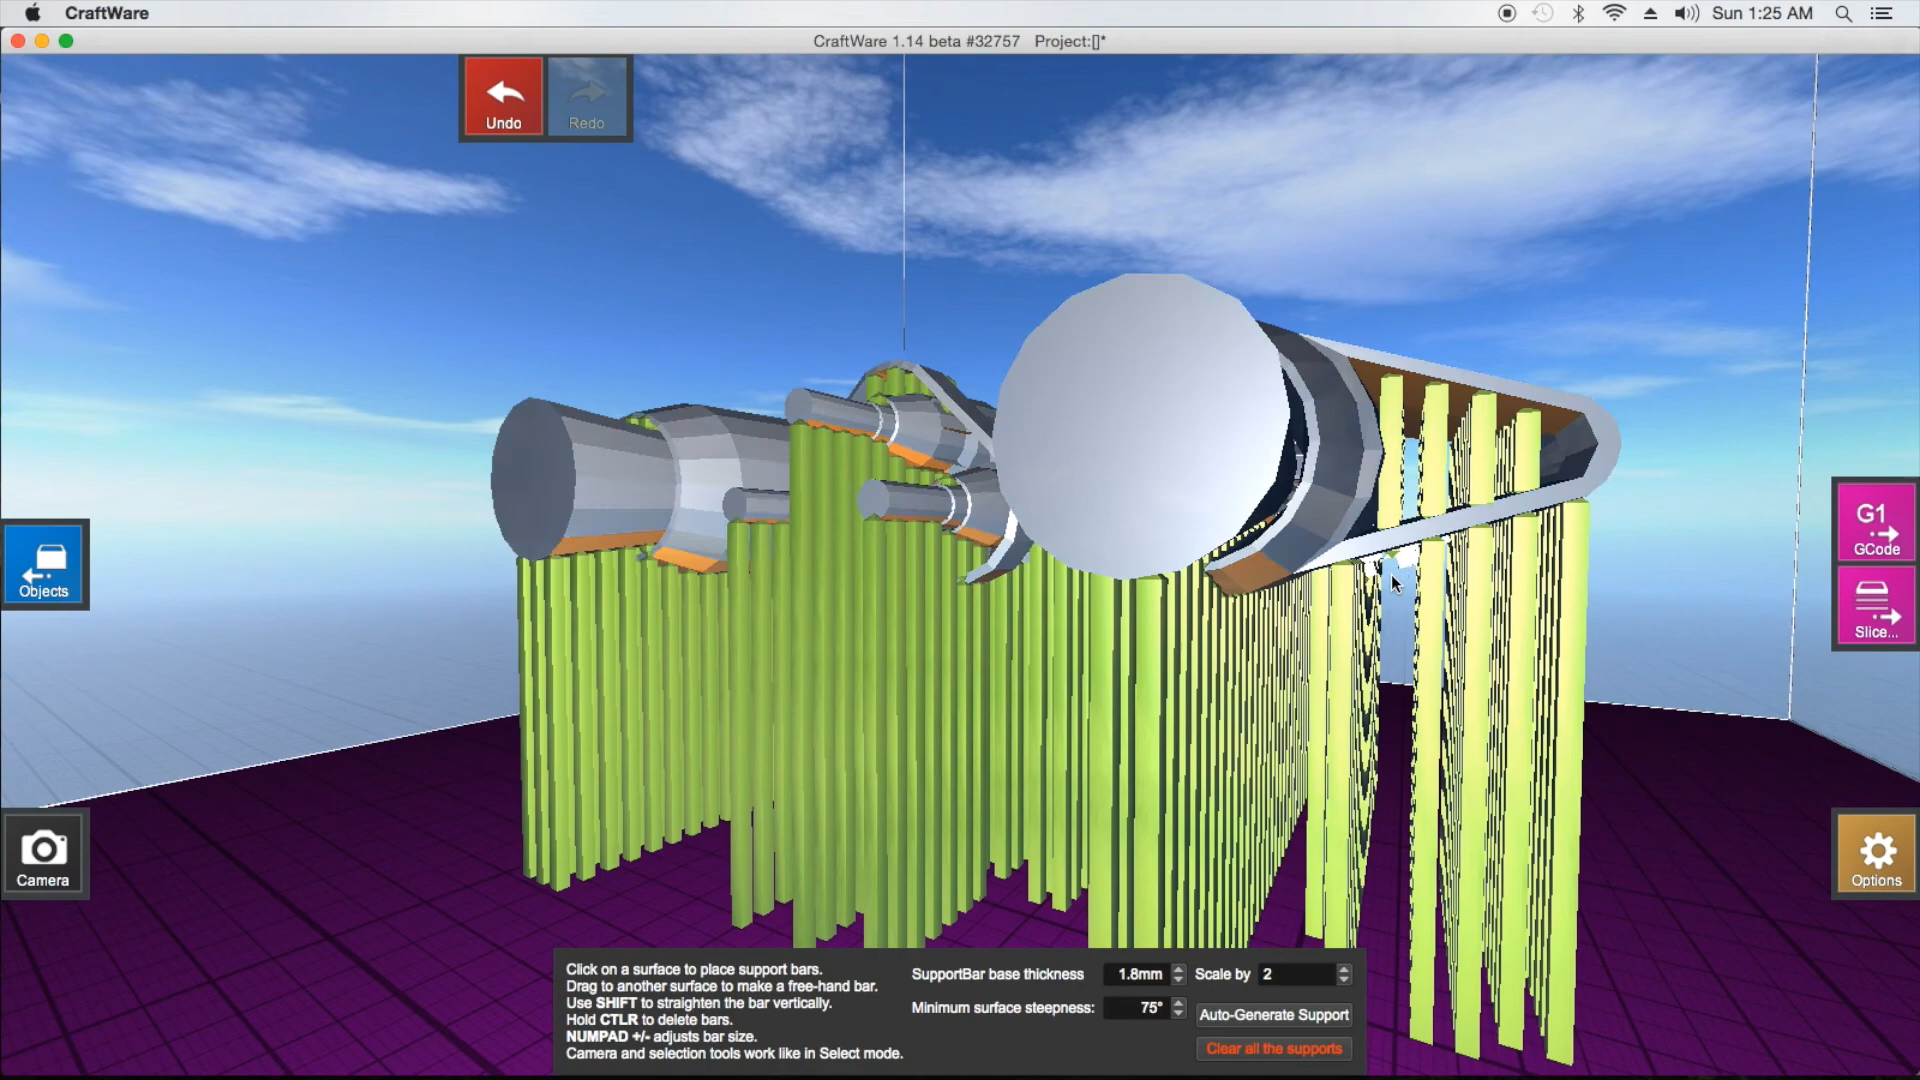 CraftWare
Sun 1:25 AM
CraftWare 1.14 beta #32757 Project:[]*
Undo
Redo
Objects
G1
GCode
Slice...
Camera
Options
Click on a surface to place support bars.
Drag to another surface to make a free-hand bar.
Use SHIFT to straighten the bar vertically.
Hold CTLR to delete bars.
NUMPAD +/- adjusts bar size.
Camera and selection tools work like in Select mode.
SupportBar base thickness 1.8mm Scale by 2
Minimum surface steepness: 75°
Auto-Generate Support
Clear all the supports